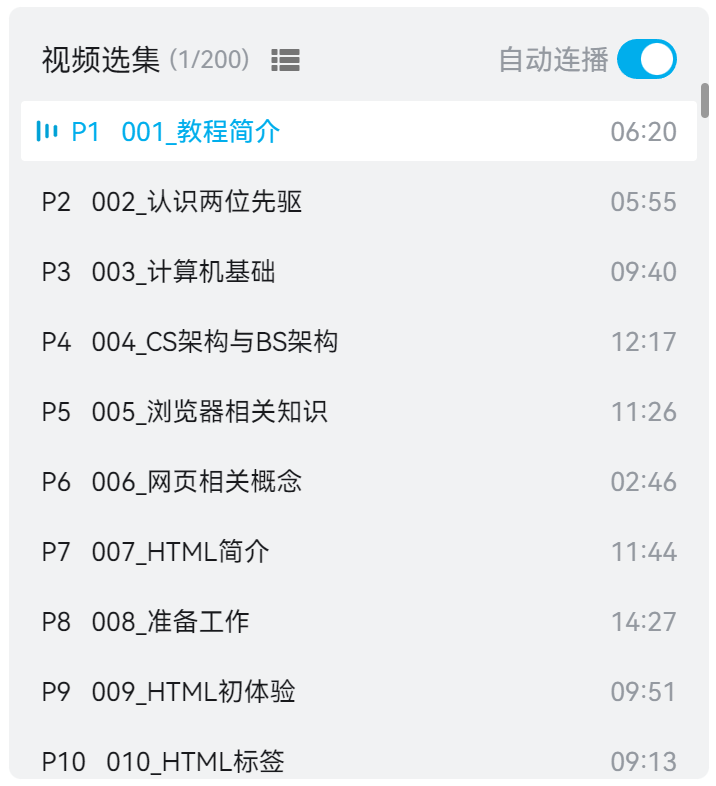 视频选集 (1/200) 自动连播
P1 001_教程简介 06:20
P2 002_认识两位先驱 05:55
P3 003_计算机基础 09:40
P4 004_CS架构与BS架构 12:17
P5 005_浏览器相关知识 11:26
P6 006_网页相关概念 02:46
P7 007_HTML简介 11:44
P8 008_准备工作 14:27
P9 009_HTML初体验 09:51
P10 010_HTML标签 09:13